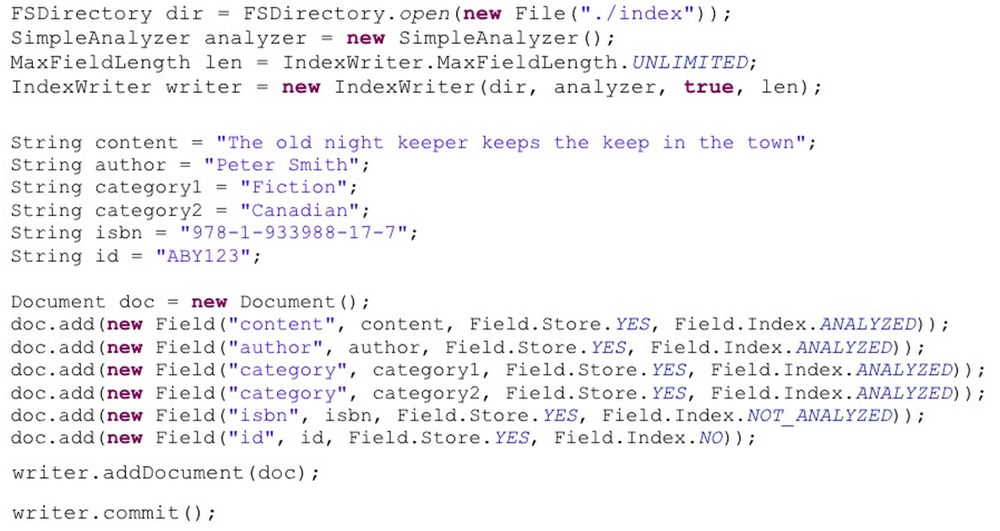 FSDirectory dir = FSDirectory.open(new File("./index"));
SimpleAnalyzer analyzer = new SimpleAnalyzer();
MaxFieldLength len = IndexWriter.MaxFieldLength.UNLIMITED;
IndexWriter writer = new IndexWriter(dir, analyzer, true, len);
String content = "The old night keeper keeps the keep in the town";
String author = "Peter Smith";
String category1 = "Fiction";
String category2 = "Canadian";
String isbn = "978-1-933988-17-7";
String id = "ABY123";
Document doc = new Document();
doc.add(new Field("content", content, Field.Store.YES, Field.Index.ANALYZED));
doc.add(new Field("author", author, Field.Store.YES, Field.Index.ANALYZED));
doc.add(new Field("category", category1, Field.Store.YES, Field.Index.ANALYZED));
doc.add(new Field("category", category2, Field.Store.YES, Field.Index.ANALYZED));
doc.add(new Field("isbn", isbn, Field.Store.YES, Field.Index.NOT_ANALYZED));
doc.add(new Field("id", id, Field.Store.YES, Field.Index.NO));
writer.addDocument(doc);
writer.commit();